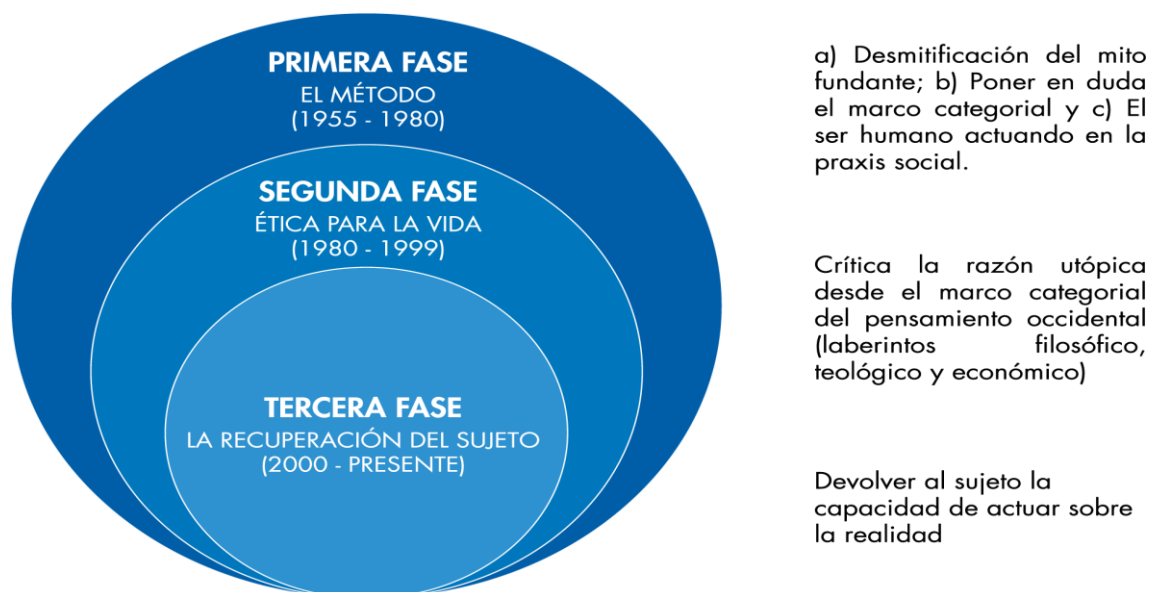 PRIMERA FASE
EL MÉTODO
(1955 - 1980)
a) Desmitificación del mito
fundante; b) Poner en duda
el marco categorial y c) El
ser humano actuando en la
praxis social.
SEGUNDA FASE
ÉTICA PARA LA VIDA
(1980 - 1999)
Crítica la razón utópica
desde el marco categorial
del pensamiento occidental
(laberintos filosófico,
teológico y económico)
TERCERA FASE
LA RECUPERACIÓN DEL SUJETO
(2000 - PRESENTE)
Devolver al sujeto la
capacidad de actuar sobre
la realidad